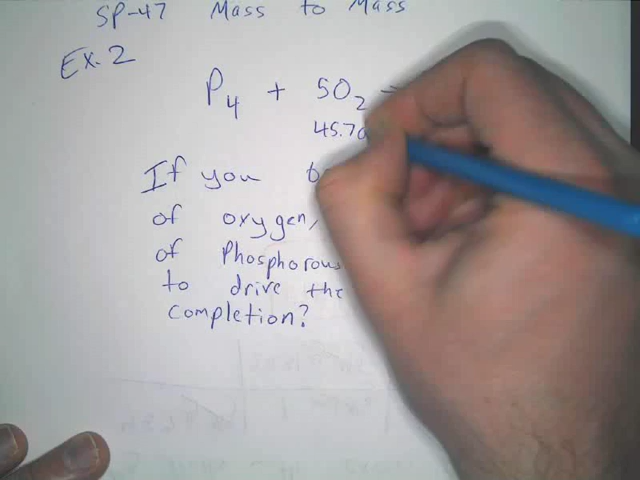 SP-47 Mass to Mass
Ex. 2
P4 + 5O2
45.7
If you
of oxygen,
of Phosphorous
to drive the
completion?